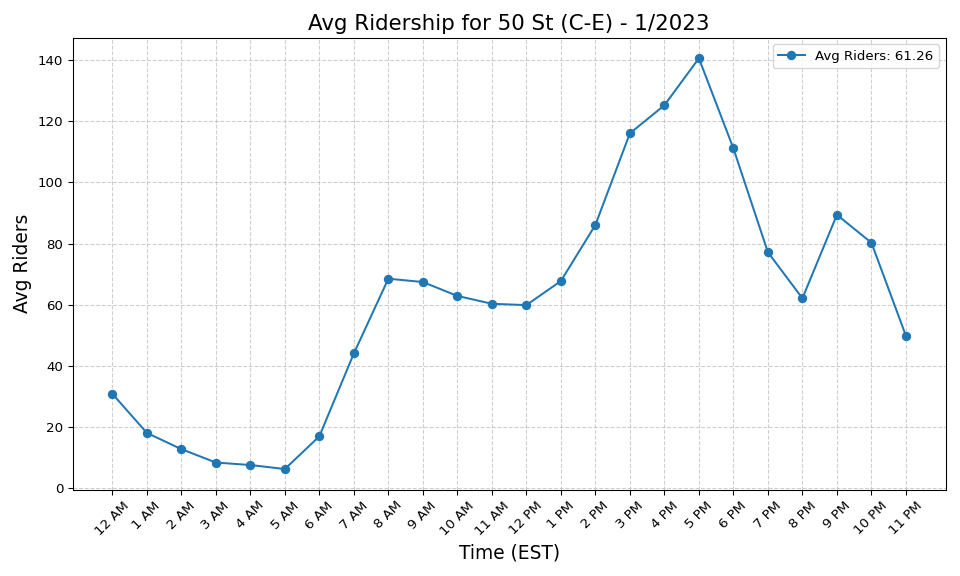 Avg Ridership for 50 St (C-E) - 1/2023
Avg Riders: 61.26
Avg Riders
140
120
100
80
60
40
20
0
12 AM
1 AM
2 AM
3 AM
4 AM
5 AM
6 AM
7 AM
8 AM
9 AM
10 AM
11 AM
12 PM
1 PM
2 PM
3 PM
4 PM
5 PM
6 PM
7 PM
8 PM
9 PM
10 PM
11 PM
Time (EST)